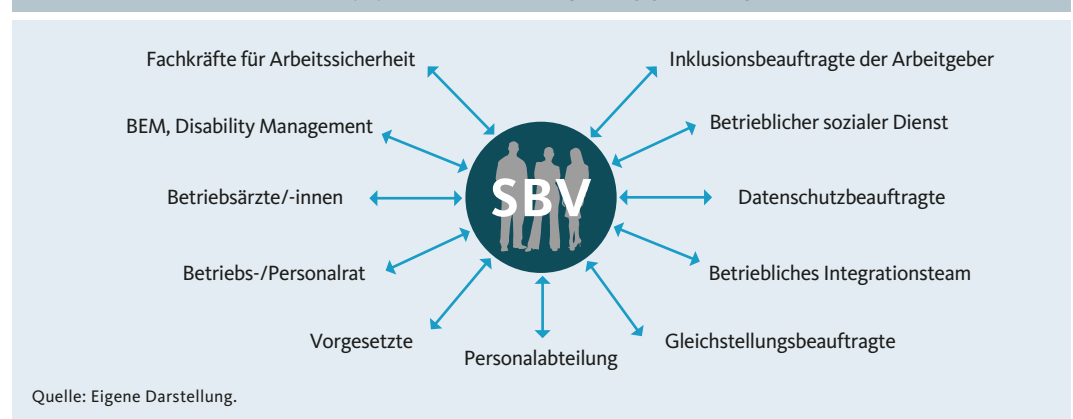 Fachkräfte für Arbeitssicherheit
Inklusionsbeauftragte der Arbeitgeber
BEM, Disability Management
Betrieblicher sozialer Dienst
Betriebsärzte/-innen
SBV
Datenschutzbeauftragte
Betriebs-/Personalrat
Betriebliches Integrationsteam
Vorgesetzte
Personalabteilung
Gleichstellungsbeauftragte
Quelle: Eigene Darstellung.